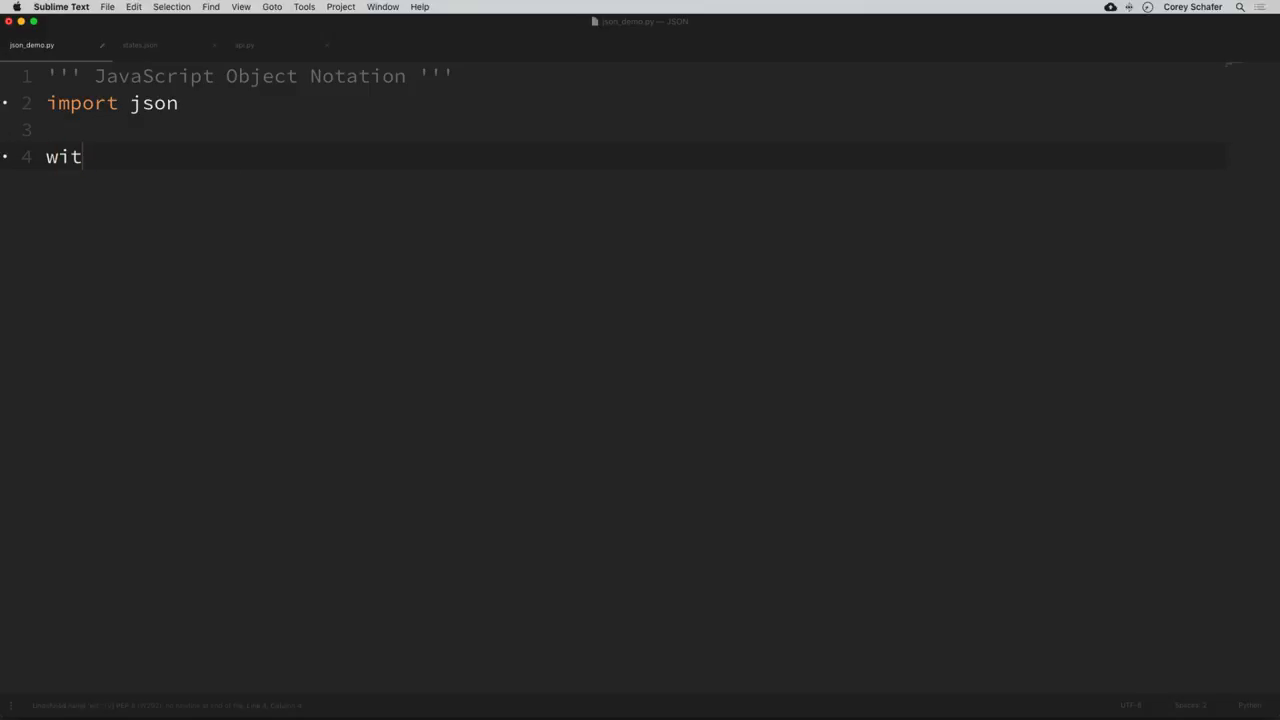 Sublime Text File Edit Selection Find View Goto Tools Project Window Help Corey Schafer
json_demo.py — JSON
json_demo.py states.json api.py
1 ''' JavaScript Object Notation '''
2 import json
3
4 wit
UTF-8 Spaces: 2 Python